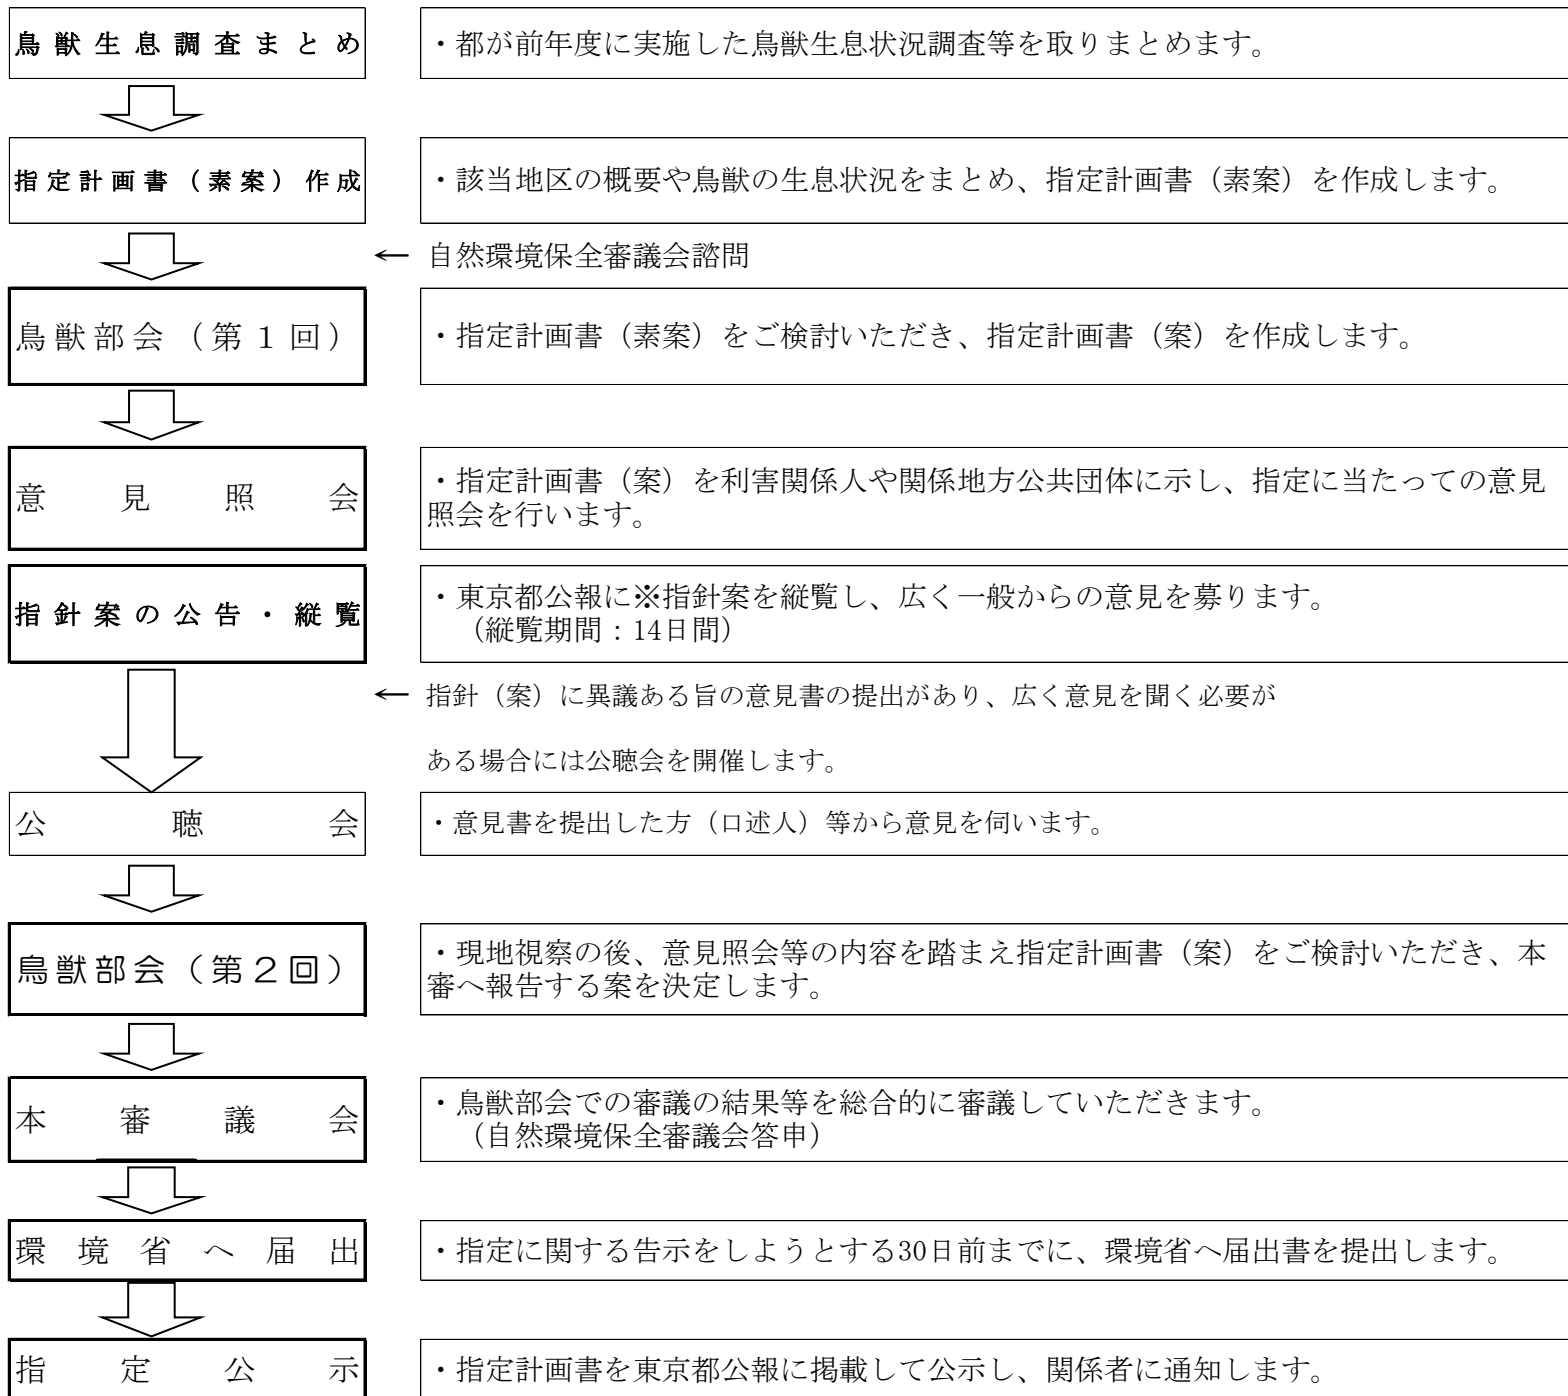 鳥獣生息調査まとめ
・都が前年度に実施した鳥獣生息状況調査等を取りまとめます。
指定計画書（素案）作成
・該当地区の概要や鳥獣の生息状況をまとめ、指定計画書（素案）を作成します。
← 自然環境保全審議会諮問
鳥獣部会（第１回）
・指定計画書（素案）をご検討いただき、指定計画書（案）を作成します。
意見照会
・指定計画書（案）を利害関係人や関係地方公共団体に示し、指定に当たっての意見
照会を行います。
指針案の公告・縦覧
・東京都公報に※指針案を縦覧し、広く一般からの意見を募ります。
（縦覧期間：14日間）
← 指針（案）に異議ある旨の意見書の提出があり、広く意見を聞く必要が
ある場合には公聴会を開催します。
公聴会
・意見書を提出した方（口述人）等から意見を伺います。
鳥獣部会（第２回）
・現地視察の後、意見照会等の内容を踏まえ指定計画書（案）をご検討いただき、本
審へ報告する案を決定します。
本審議会
・鳥獣部会での審議の結果等を総合的に審議していただきます。
（自然環境保全審議会答申）
環境省へ届出
・指定に関する告示をしようとする30日前までに、環境省へ届出書を提出します。
指定公示
・指定計画書を東京都公報に掲載して公示し、関係者に通知します。